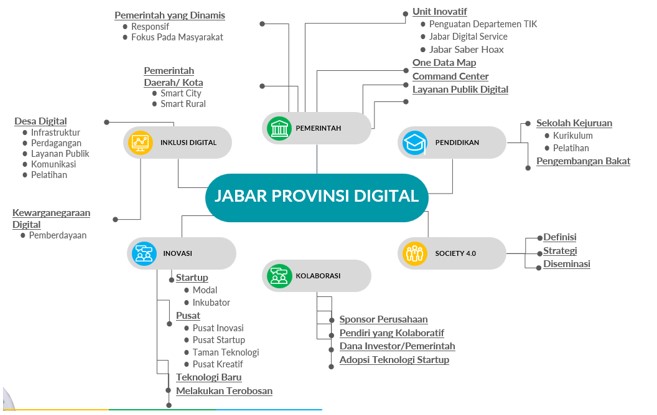 Pemerintah yang Dinamis
Responsif
Fokus Pada Masyarakat
Pemerintah
Daerah/ Kota
Smart City
Smart Rural
Unit Inovatif
Penguatan Departemen TIK
Jabar Digital Service
Jabar Saber Hoax
One Data Map
Command Center
Layanan Publik Digital
PEMERINTAH
Desa Digital
Infrastruktur
Perdagangan
Layanan Publik
Komunikasi
Pelatihan
INKLUSI DIGITAL
Kewarganegaraan
Digital
Pemberdayaan
PENDIDIKAN
Sekolah Kejuruan
Kurikulum
Pelatihan
Pengembangan Bakat
JABAR PROVINSI DIGITAL
INOVASI
Startup
Modal
Inkubator
Pusat
Pusat Inovasi
Pusat Startup
Taman Teknologi
Pusat Kreatif
Teknologi Baru
Melakukan Terobosan
KOLABORASI
Sponsor Perusahaan
Pendiri yang Kolaboratif
Dana Investor/Pemerintah
Adopsi Teknologi Startup
SOCIETY 4.0
Definisi
Strategi
Diseminasi